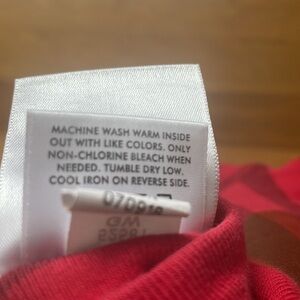 MACHINE WASH WARM INSIDE
OUT WITH LIKE COLORS. ONLY
NON-CHLORINE BLEACH WHEN
NEEDED. TUMBLE DRY LOW.
COOL IRON ON REVERSE SIDE.